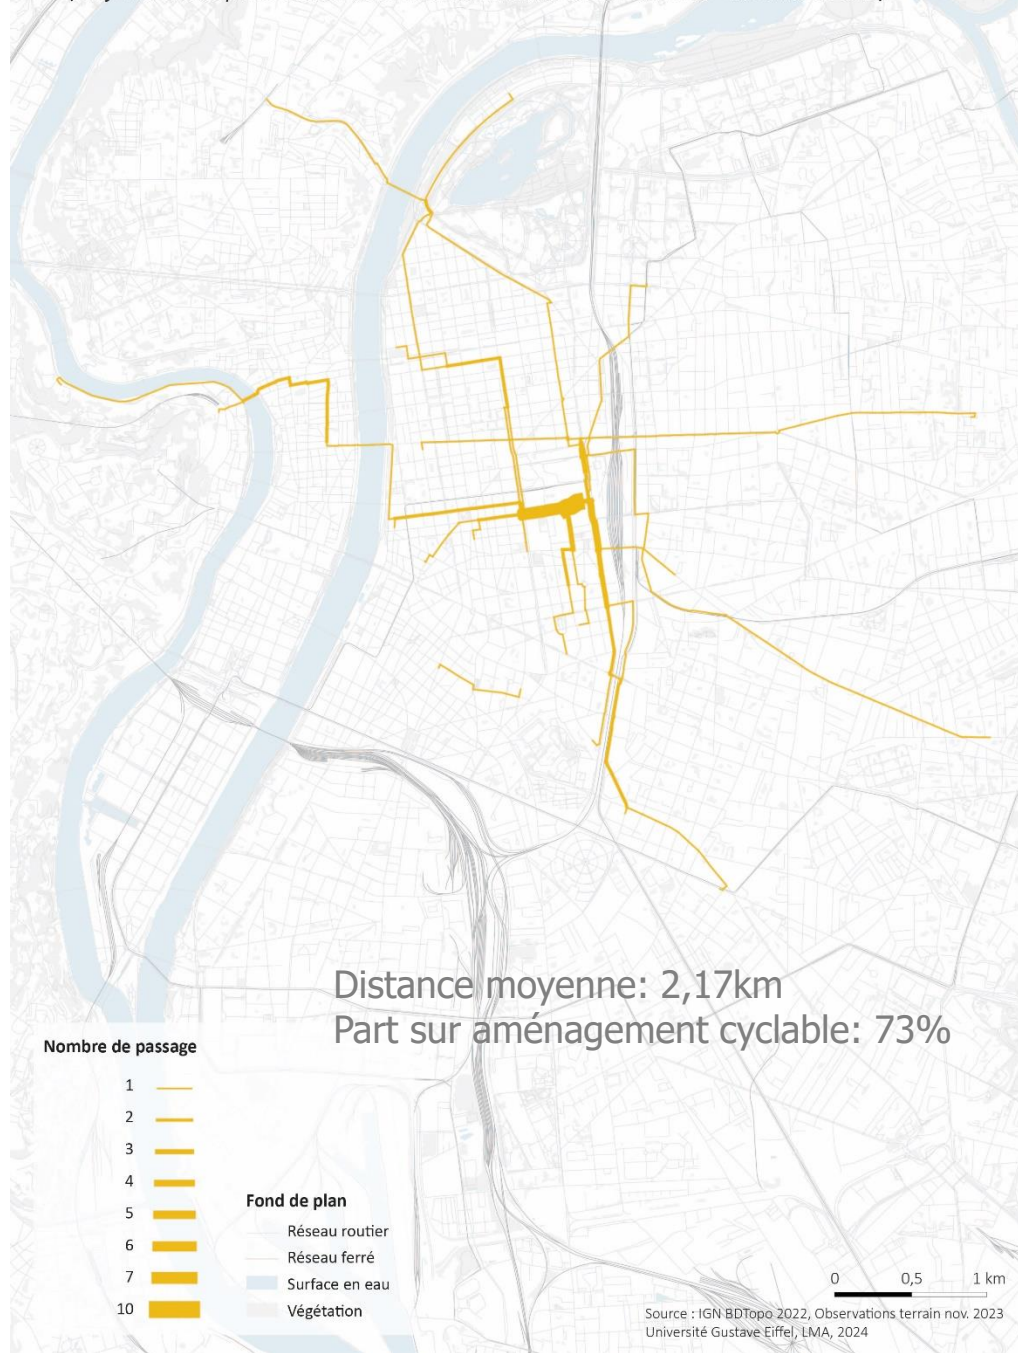 Distance moyenne: 2,17km
Part sur aménagement cyclable: 73%
Nombre de passage
1
2
3
4
5
6
7
10
Fond de plan
Réseau routier
Réseau ferré
Surface en eau
Végétation
0 0,5 1 km
Source : IGN BDTopo 2022, Observations terrain nov. 2023
Université Gustave Eiffel, LMA, 2024